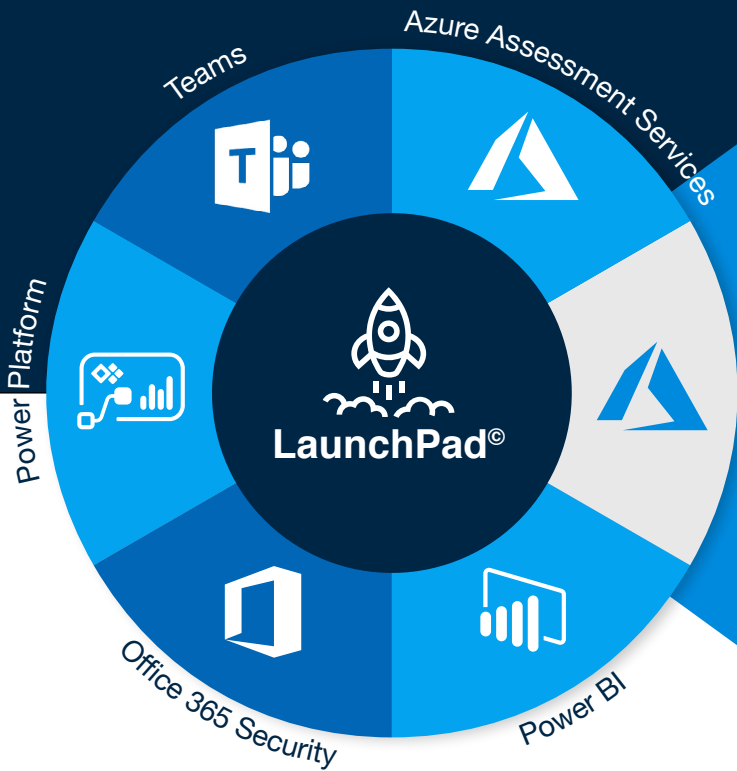 Teams
Azure Assessment Services
Power Platform
T
LaunchPad©
Office 365 Security
Power BI